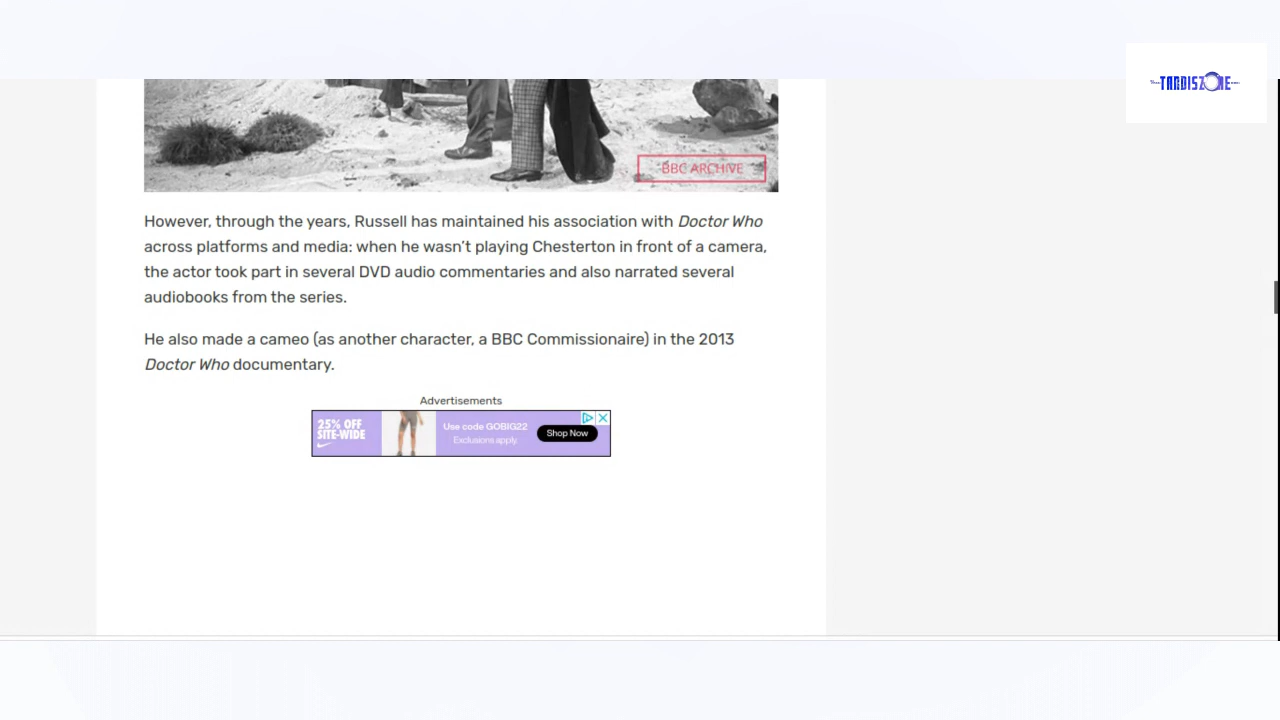 TARDISZONE
BBC ARCHIVE
However, through the years, Russell has maintained his association with Doctor Who
across platforms and media: when he wasn't playing Chesterton in front of a camera,
the actor took part in several DVD audio commentaries and also narrated several
audiobooks from the series.
He also made a cameo (as another character, a BBC Commissionaire) in the 2013
Doctor Who documentary.
Advertisements
25% OFF
SITE-WIDE
Use code GOBIG22
Exclusions apply.
Shop Now